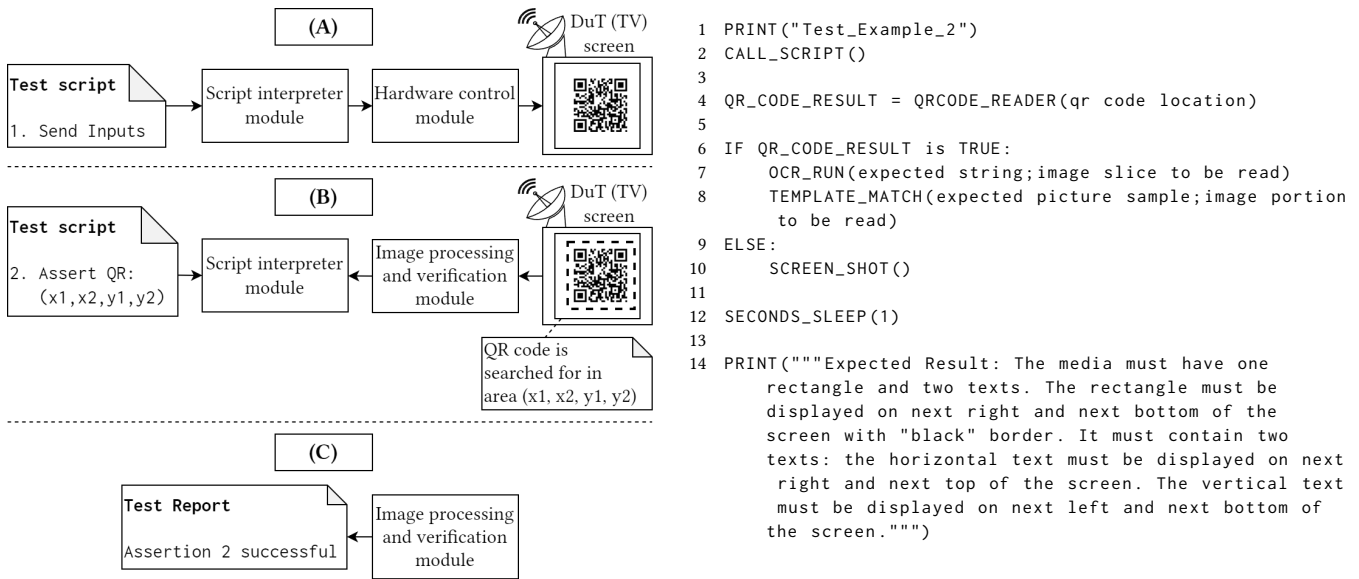 (A)
DuT (TV)
screen
Test script
1. Send Inputs
Script interpreter
module
Hardware control
module
(B)
DuT (TV)
screen
Test script
2. Assert QR:
(x1,x2,y1,y2)
Script interpreter
module
Image processing
and verification
module
QR code is
searched for in
area (x1, x2, y1, y2)
(C)
Test Report
Assertion 2 successful
Image processing
and verification
module
1 PRINT("Test_Example_2")
2 CALL_SCRIPT()
3
4 QR_CODE_RESULT = QRCODE_READER(qr code location)
5
6 IF QR_CODE_RESULT is TRUE:
7 OCR_RUN(expected string;image slice to be read)
8 TEMPLATE_MATCH(expected picture sample;image portion
to be read)
9 ELSE:
10 SCREEN_SHOT()
11
12 SECONDS_SLEEP(1)
13
14 PRINT("""Expected Result: The media must have one
rectangle and two texts. The rectangle must be
displayed on next right and next bottom of the
screen with "black" border. It must contain two
texts: the horizontal text must be displayed on next
right and next top of the screen. The vertical text
must be displayed on next left and next bottom of
the screen.""")